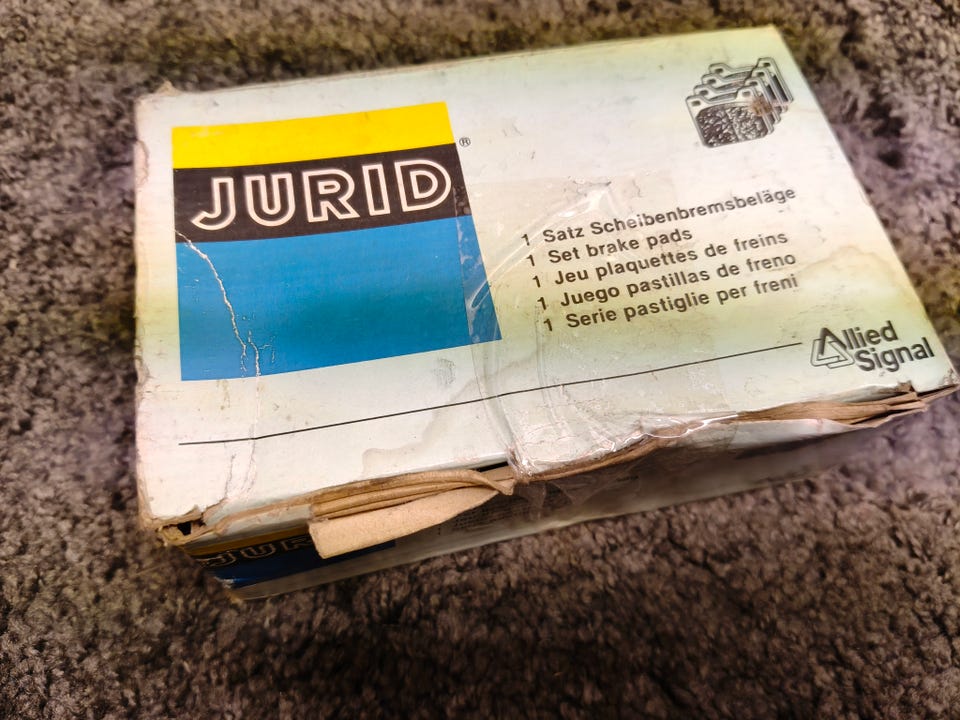 JURID®
1 Satz Scheibenbremsbeläge
1 Set brake pads
1 Jeu plaquettes de freins
1 Juego pastillas de freno
1 Serie pastiglie per freni
Allied
Signal
JUR